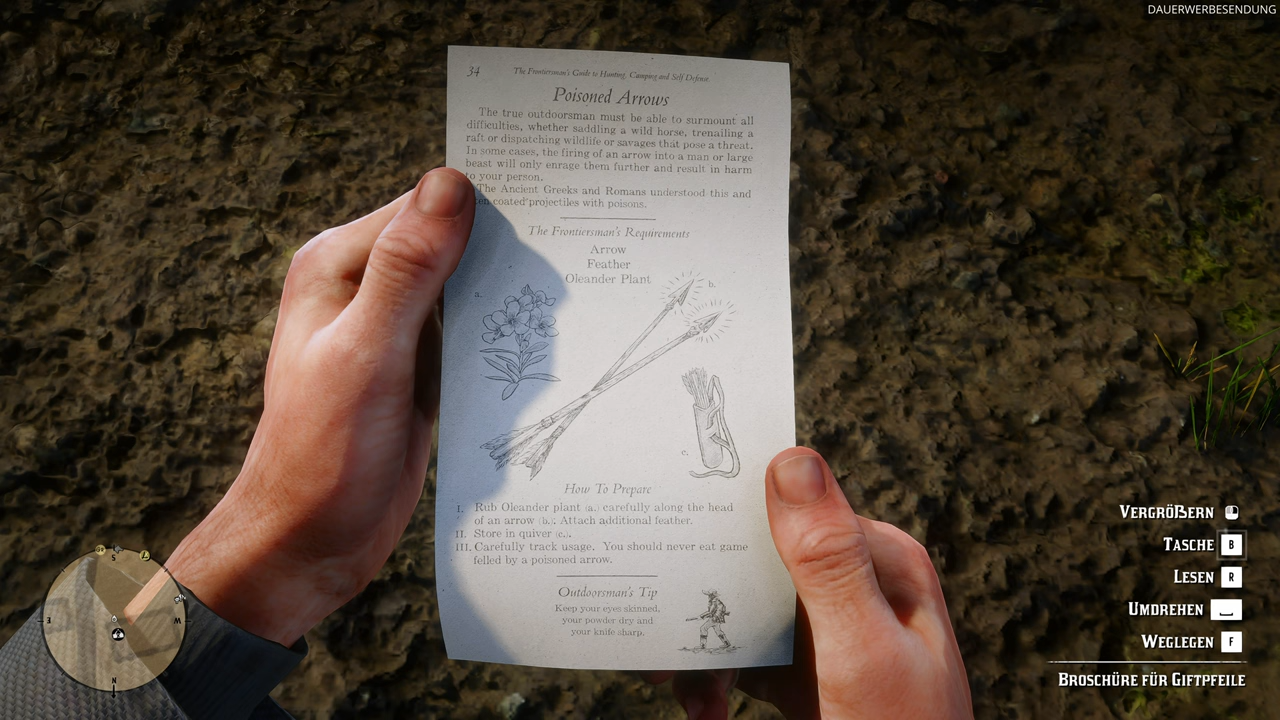 DAUERWERBESENDUNG
34
The Frontiersman's Guide to Hunting, Camping and Self Defense
Poisoned Arrows
The true outdoorsman must be able to surmount all
difficulties, whether saddling a wild horse, trenailing a
raft or dispatching wildlife or savages that pose a threat.
In some cases, the firing of an arrow into a man or large
beast will only enrage them further and result in harm
to your person.
The Ancient Greeks and Romans understood this and
coated projectiles with poisons.
The Frontiersman's Requirements
Arrow
Feather
Oleander Plant
a.
b.
c.
How To Prepare
I. Rub Oleander plant (a.) carefully along the head
of an arrow (b.). Attach additional feather.
II. Store in quiver (c.).
III. Carefully track usage. You should never eat game
felled by a poisoned arrow.
Outdoorsman's Tip
Keep your eyes skinned,
your powder dry and
your knife sharp.
VERGRÖßERN
TASCHE B
LESEN R
UMDREHEN
WEGLEGEN F
BROSCHÜRE FÜR GIFTPFEILE
S
E
W
N